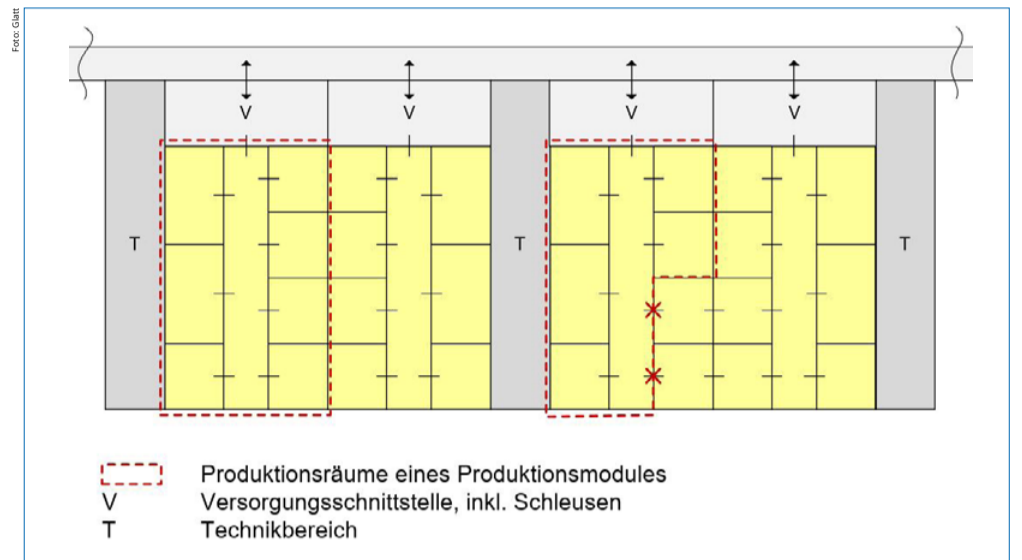 Foto: Glatt
V
V
V
V
T
T
T
Produktionsräume eines Produktionsmodules
V Versorgungsschnittstelle, inkl. Schleusen
T Technikbereich